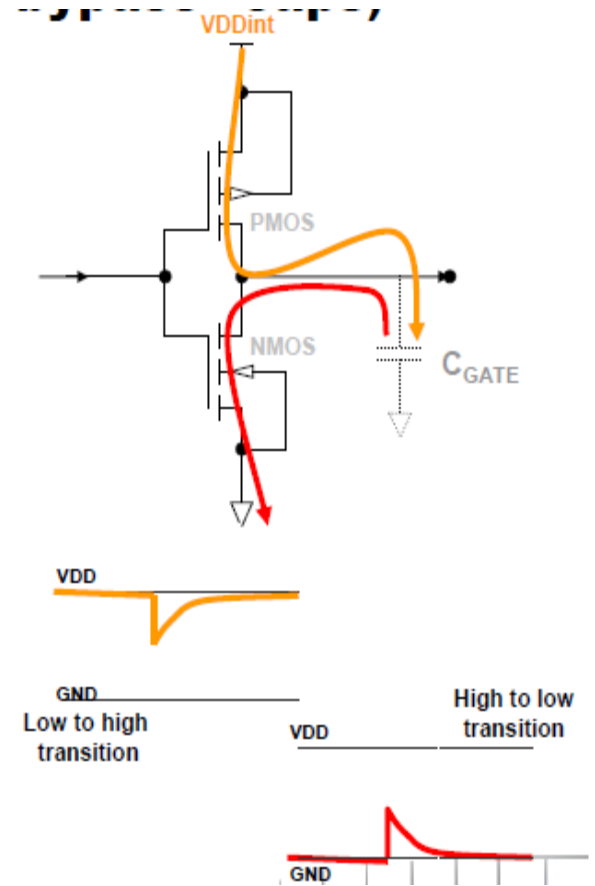 VDDint
PMOS
NMOS
CGATE
VDD
GND
Low to high
transition
High to low
transition
VDD
GND